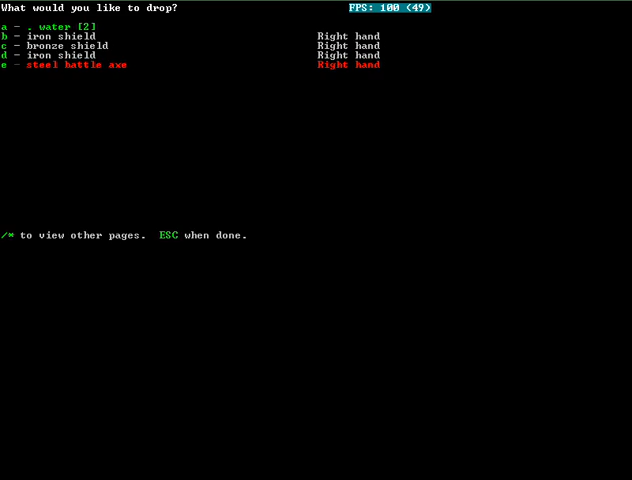 What would you like to drop? FPS: 100 (49)
a - . water [2]
b - iron shield Right hand
c - bronze shield Right hand
d - iron shield Right hand
e - steel battle axe Right hand
/* to view other pages. ESC when done.